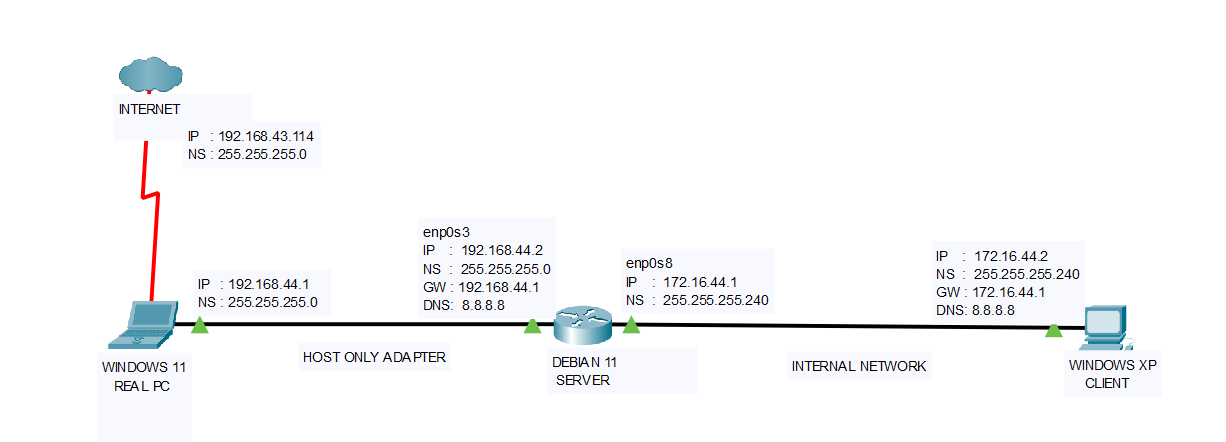 INTERNET
IP : 192.168.43.114
NS : 255.255.255.0
IP : 192.168.44.1
NS : 255.255.255.0
WINDOWS 11
REAL PC
HOST ONLY ADAPTER
enp0s3
IP : 192.168.44.2
NS : 255.255.255.0
GW : 192.168.44.1
DNS: 8.8.8.8
DEBIAN 11
SERVER
enp0s8
IP : 172.16.44.1
NS : 255.255.255.240
INTERNAL NETWORK
IP : 172.16.44.2
NS : 255.255.255.240
GW : 172.16.44.1
DNS: 8.8.8.8
WINDOWS XP
CLIENT